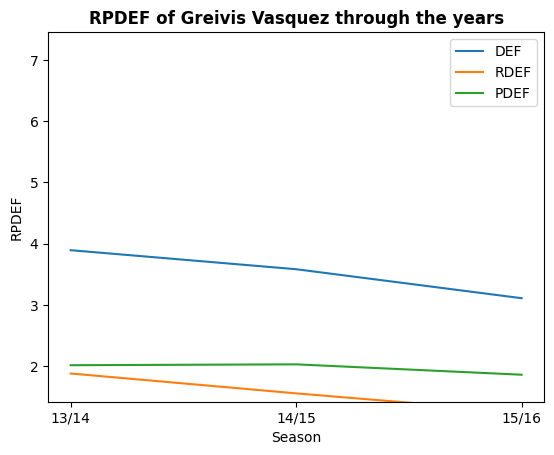 RPDEF of Greivis Vasquez through the years
DEF
RDEF
PDEF
7
6
5
4
3
2
RPDEF
13/14
14/15
15/16
Season